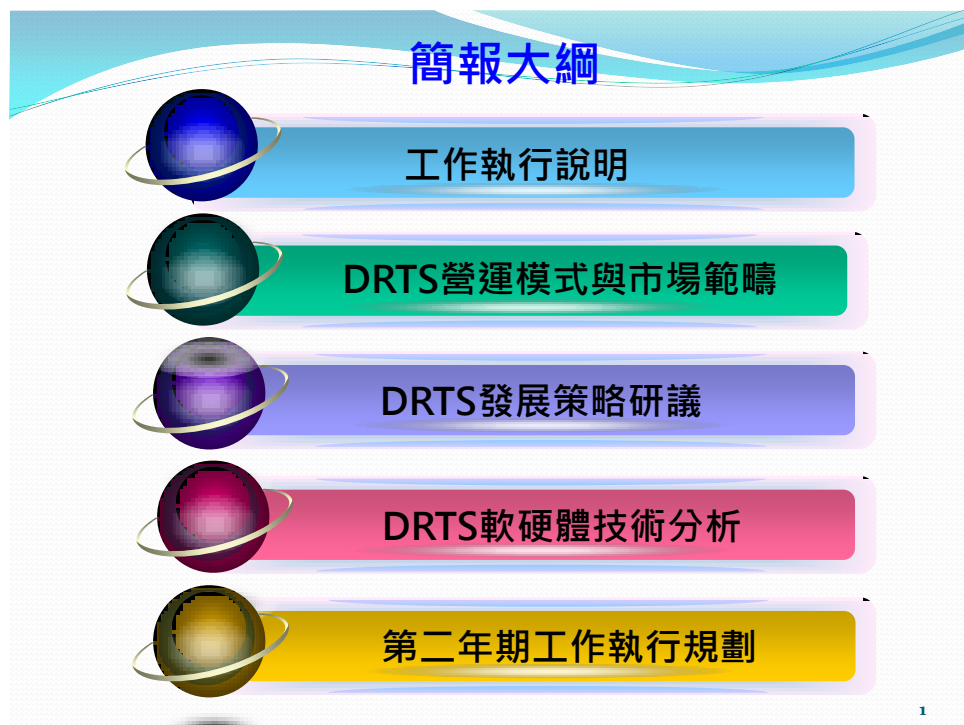 簡報大綱
工作執行說明
DRTS營運模式與市場範疇
DRTS發展策略研議
DRTS軟硬體技術分析
第二年期工作執行規劃
1